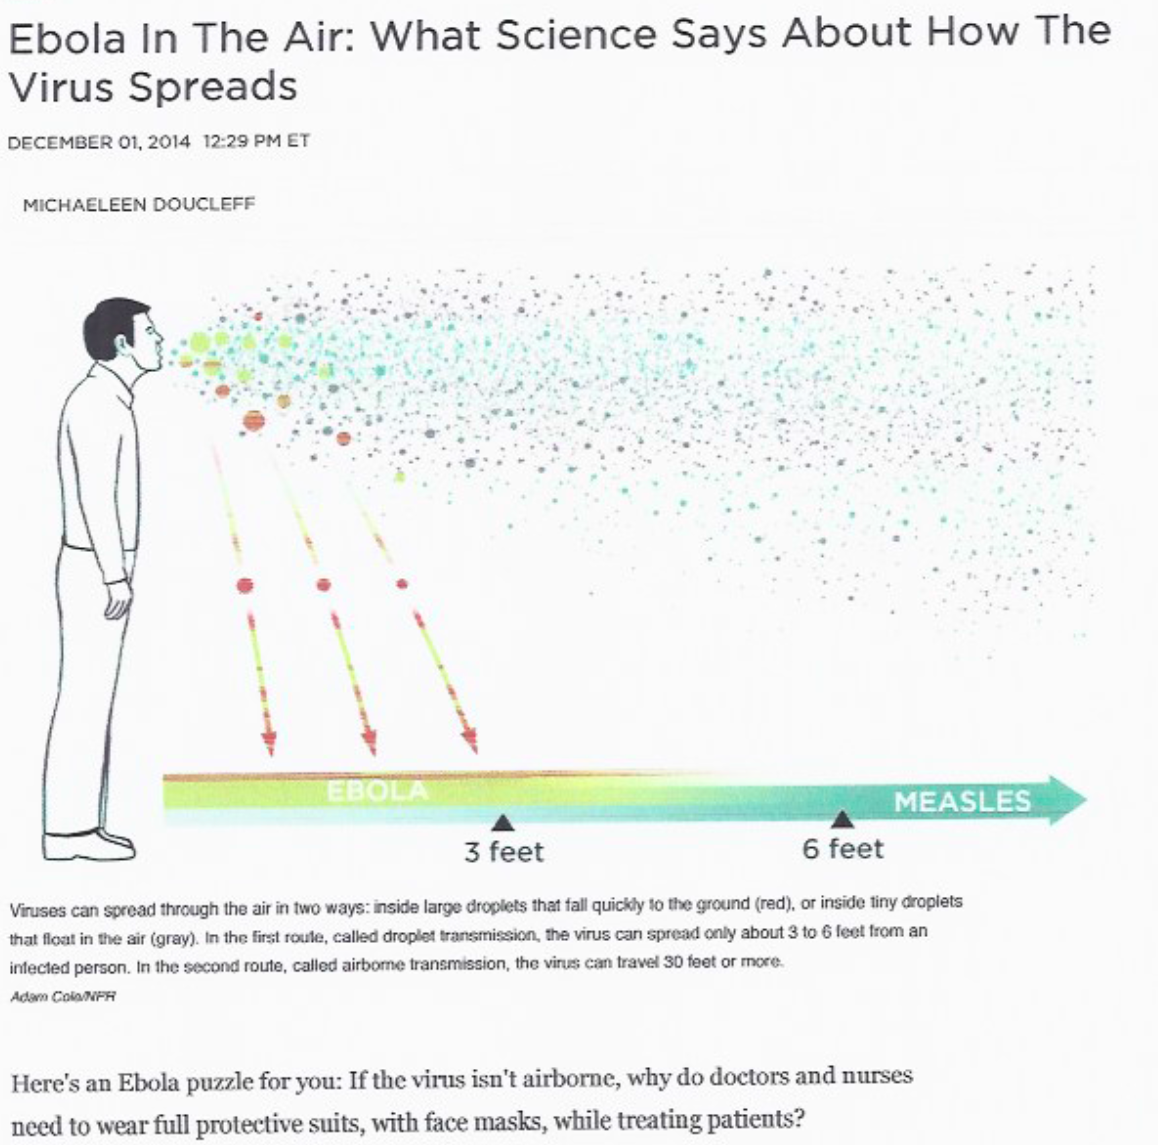 Ebola In The Air: What Science Says About How The
Virus Spreads
DECEMBER 01, 2014 12:29 PM ET
MICHAELEEN DOUCLEFF
EBOLA
MEASLES
3 feet
6 feet
Viruses can spread through the air in two ways: inside large droplets that fall quickly to the ground (red), or inside tiny droplets
that float in the air (gray). In the first route, called droplet transmission, the virus can spread only about 3 to 6 feet from an
infected person. In the second route, called airborne transmission, the virus can travel 30 feet or more.
Adam Cole/NPR
Here's an Ebola puzzle for you: If the virus isn't airborne, why do doctors and nurses
need to wear full protective suits, with face masks, while treating patients?